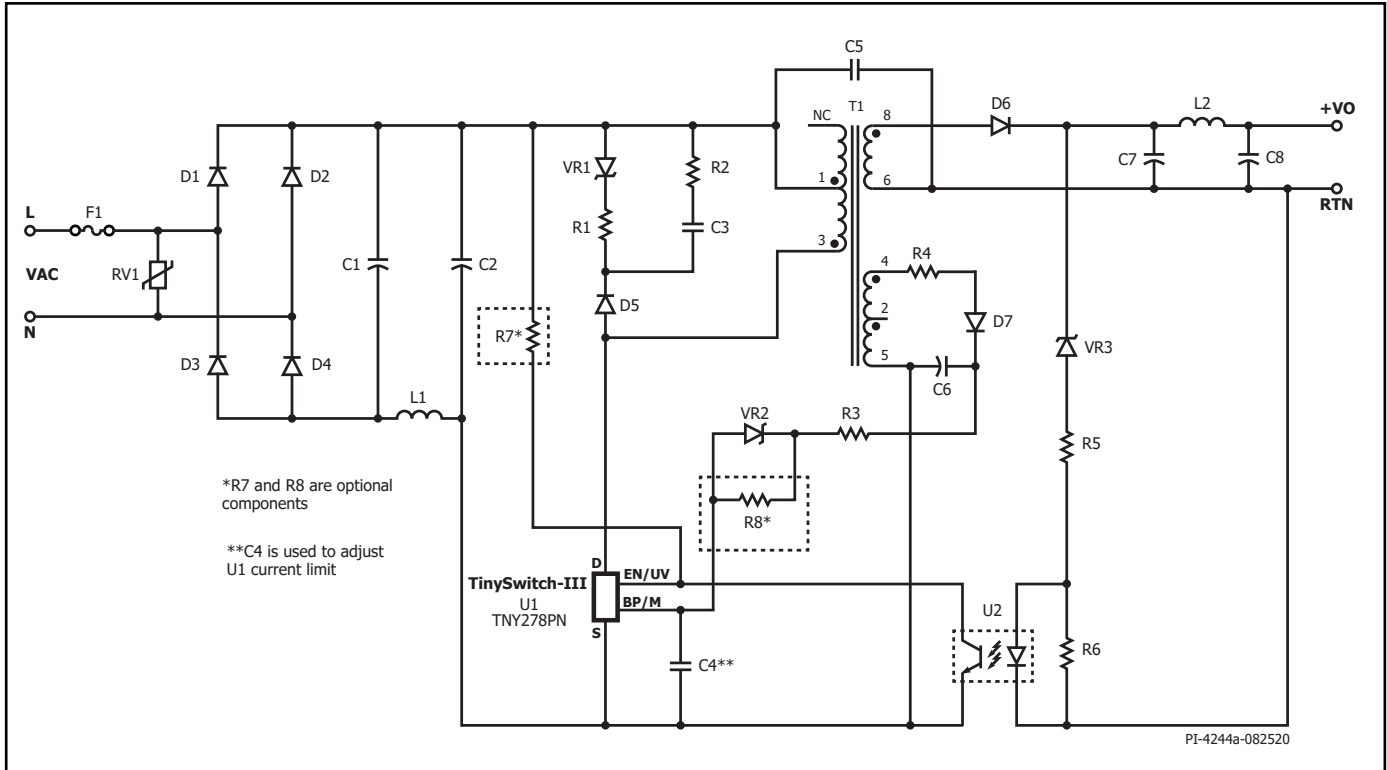 C5
NC
T1
8
D6
L2
+VO
D1
D2
VR1
R2
1
C7
C8
6
RTN
L
F1
R1
C3
3
VAC
RV1
C1
C2
R4
4
D5
2
D7
N
R7*
VR3
D3
D4
5
C6
L1
VR2
R3
R5
*R7 and R8 are optional
components
R8*
**C4 is used to adjust
U1 current limit
D
TinySwitch-III
EN/UV
U1
BP/M
TNY278PN
U2
S
R6
C4**
PI-4244a-082520